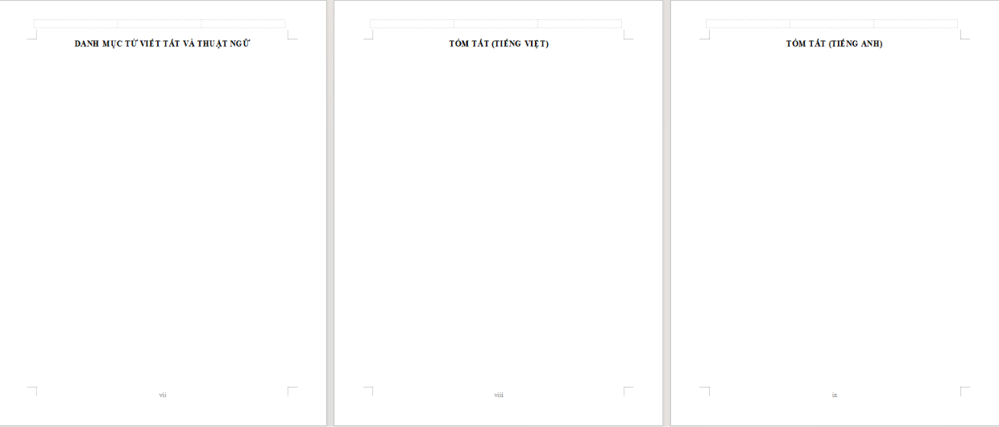 DANH MỤC TỪ VIẾT TẮT VÀ THUẬT NGỮ
vii
TÓM TẮT (TIẾNG VIỆT)
viii
TÓM TẮT (TIẾNG ANH)
ix